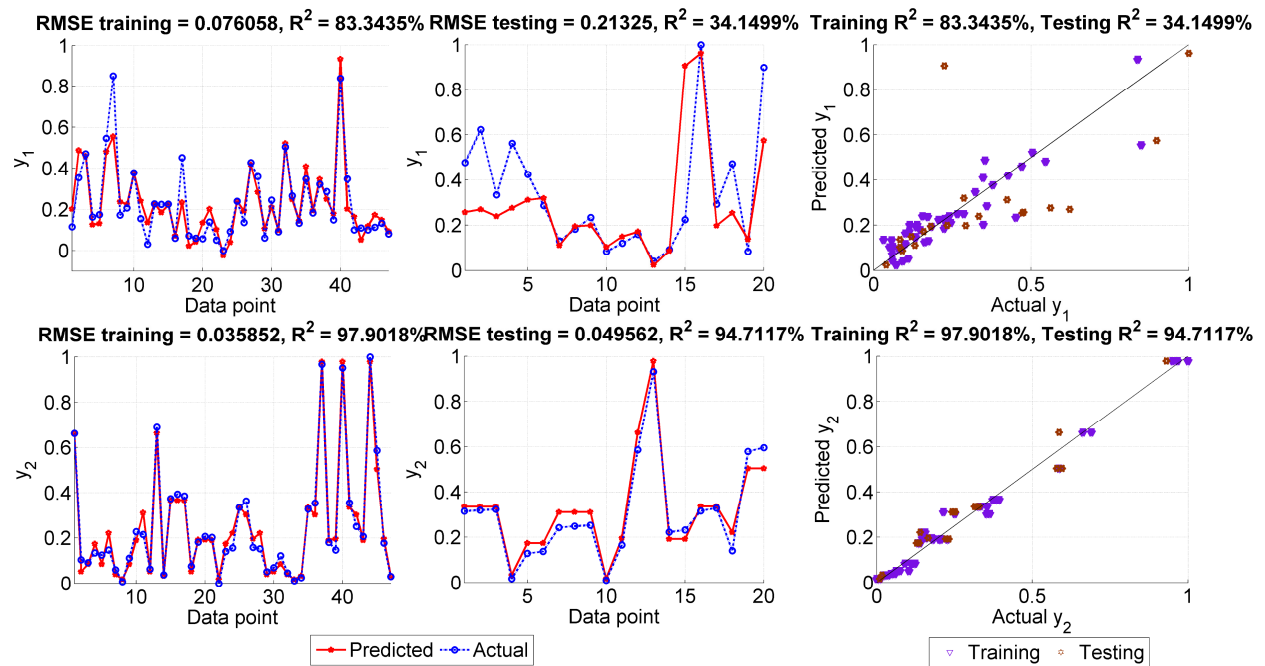 RMSE training = 0.076058, R² = 83.3435%
RMSE testing = 0.21325, R² = 34.1499%
Training R² = 83.3435%, Testing R² = 34.1499%
1
0.8
0.6
0.4
0.2
0
y₁
10 20 30 40
Data point
1
0.8
0.6
0.4
0.2
0
y₁
5 10 15 20
Data point
1
0.8
0.6
0.4
0.2
0
Predicted y₁
0 0.5 1
Actual y₁
RMSE training = 0.035852, R² = 97.9018%
RMSE testing = 0.049562, R² = 94.7117%
Training R² = 97.9018%, Testing R² = 94.7117%
1
0.8
0.6
0.4
0.2
0
y₂
10 20 30 40
Data point
1
0.8
0.6
0.4
0.2
0
y₂
5 10 15 20
Data point
1
0.8
0.6
0.4
0.2
0
Predicted y₂
0 0.5 1
Actual y₂
Predicted Actual
Training Testing